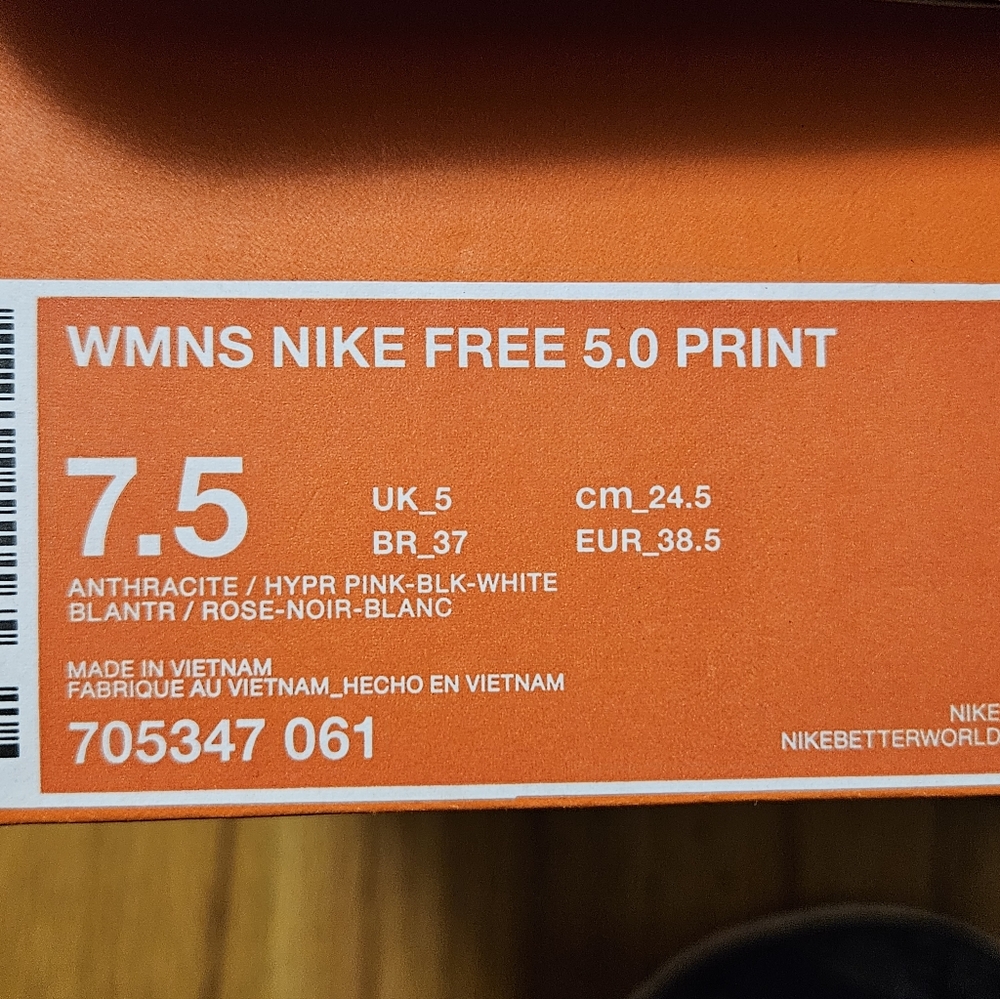 WMNS NIKE FREE 5.0 PRINT
7.5
UK_5 cm_24.5
BR_37 EUR_38.5
ANTHRACITE / HYPR PINK-BLK-WHITE
BLANTR / ROSE-NOIR-BLANC
MADE IN VIETNAM
FABRIQUE AU VIETNAM_HECHO EN VIETNAM
705347 061
NIKE
NIKEBETTERWORLD